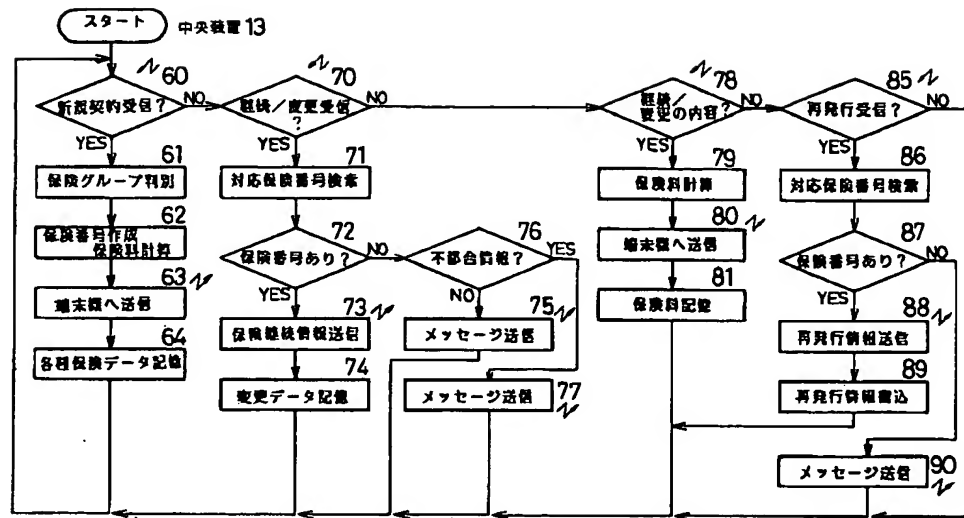 スタート
中央装置 13
60
新規契約受信?
NO
YES
61
保険グループ判別
62
保険番号作成
保険料計算
63
端末機へ送信
64
各種保険データ記憶
70
継続/変更受信
?
NO
YES
71
対応保険番号検索
72
保険番号あり?
NO
YES
73
保険継続情報送信
74
変更データ記憶
76
不都合情報?
YES
NO
75
メッセージ送信
77
メッセージ送信
78
継続/
変更の内容?
NO
YES
79
保険料計算
80
端末機へ送信
81
保険料記憶
85
再発行受信?
NO
YES
86
対応保険番号検索
87
保険番号あり?
NO
YES
88
再発行情報送信
89
再発行情報書込
90
メッセージ送信